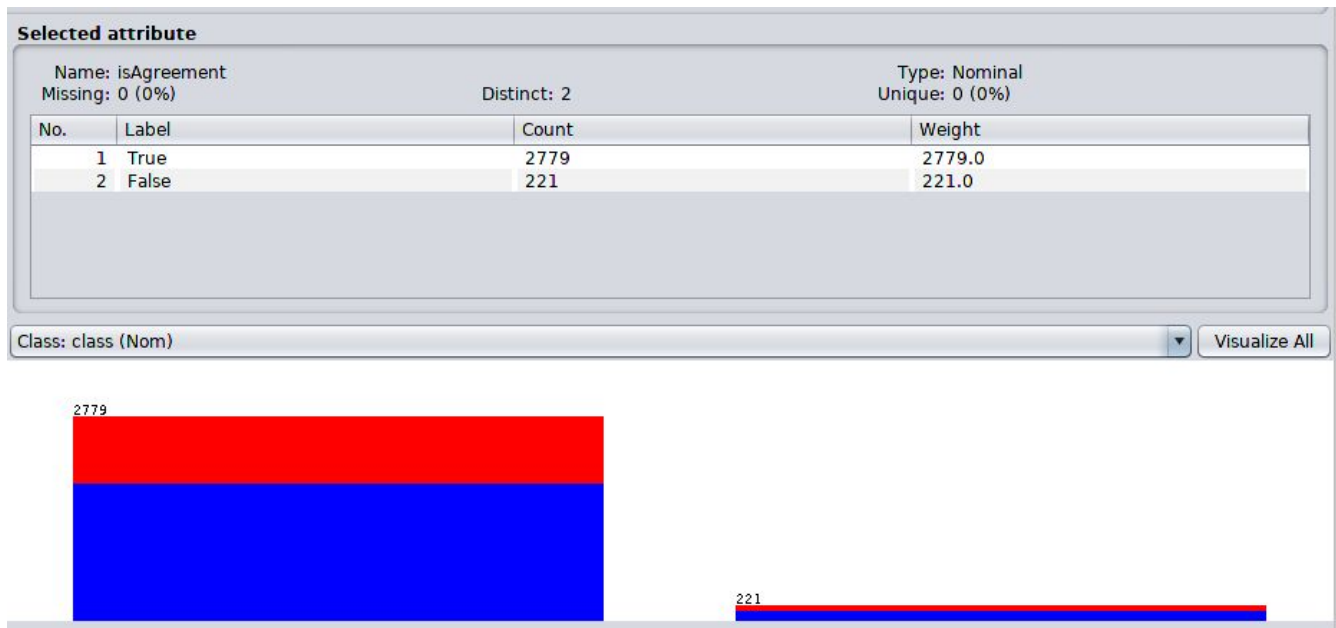 Selected attribute
Name: isAgreement Type: Nominal
Missing: 0 (0%) Distinct: 2 Unique: 0 (0%)
No. Label Count Weight
1 True 2779 2779.0
2 False 221 221.0
Class: class (Nom) Visualize All
2779
221